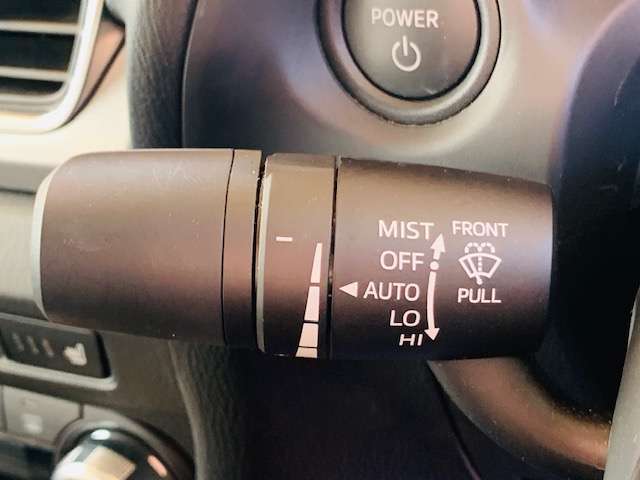 POWER
MIST
OFF
AUTO
LO
HI
FRONT
PULL